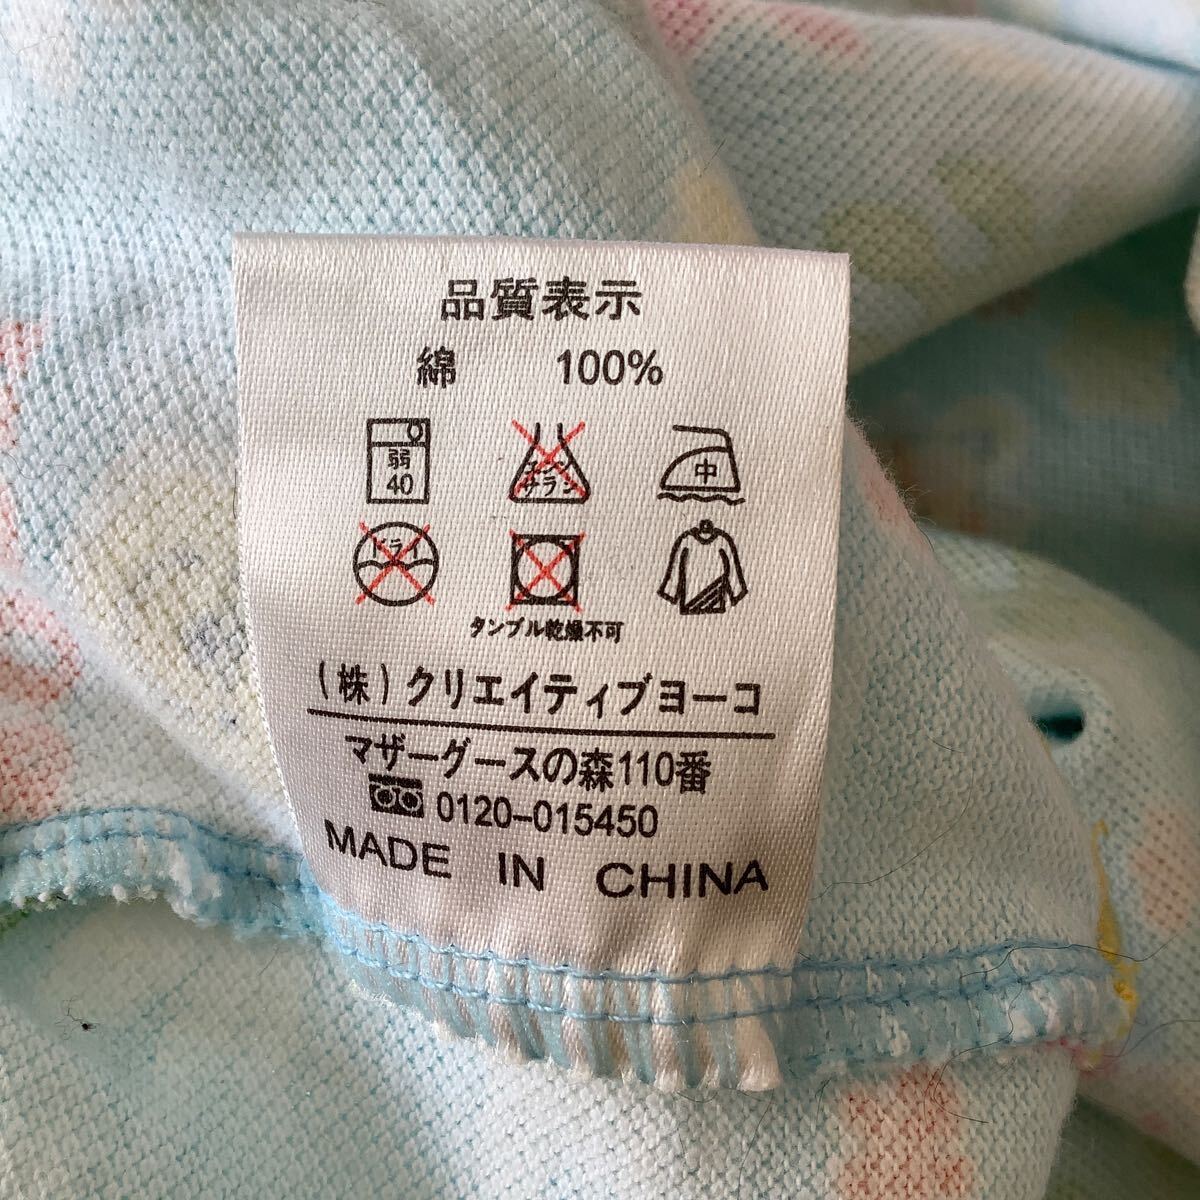 品質表示
綿 100%
弱
40
エンソ
サラシ
中
ドライ
タンブル乾燥不可
(株)クリエイティブヨーコ
マザーグースの森110番
0120-015450
MADE IN CHINA